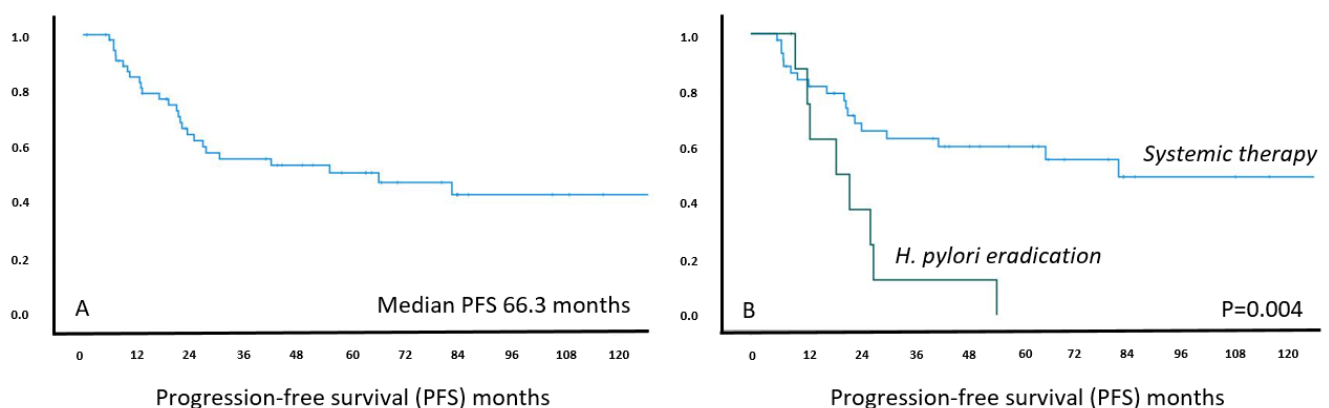 1.0
0.8
0.6
0.4
0.2
0.0
A
Median PFS 66.3 months
0 12 24 36 48 60 72 84 96 108 120
Progression-free survival (PFS) months
1.0
0.8
0.6
0.4
0.2
0.0
Systemic therapy
H. pylori eradication
B
P=0.004
0 12 24 36 48 60 72 84 96 108 120
Progression-free survival (PFS) months